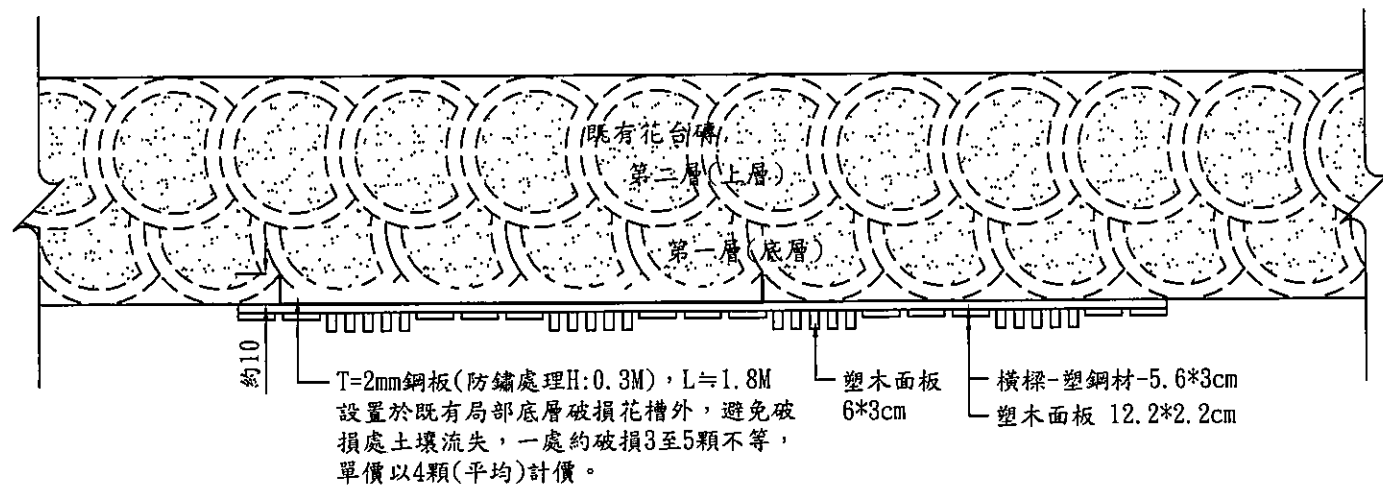 既有花台磚
第二層(上層)
第一層(底層)
約10
T=2mm鋼板(防鏽處理H:0.3M)，L≒1.8M
設置於既有局部底層破損花槽外，避免破
損處土壤流失，一處約破損3至5顆不等，
單價以4顆(平均)計價。
塑木面板
6*3cm
橫樑-塑鋼材-5.6*3cm
塑木面板 12.2*2.2cm